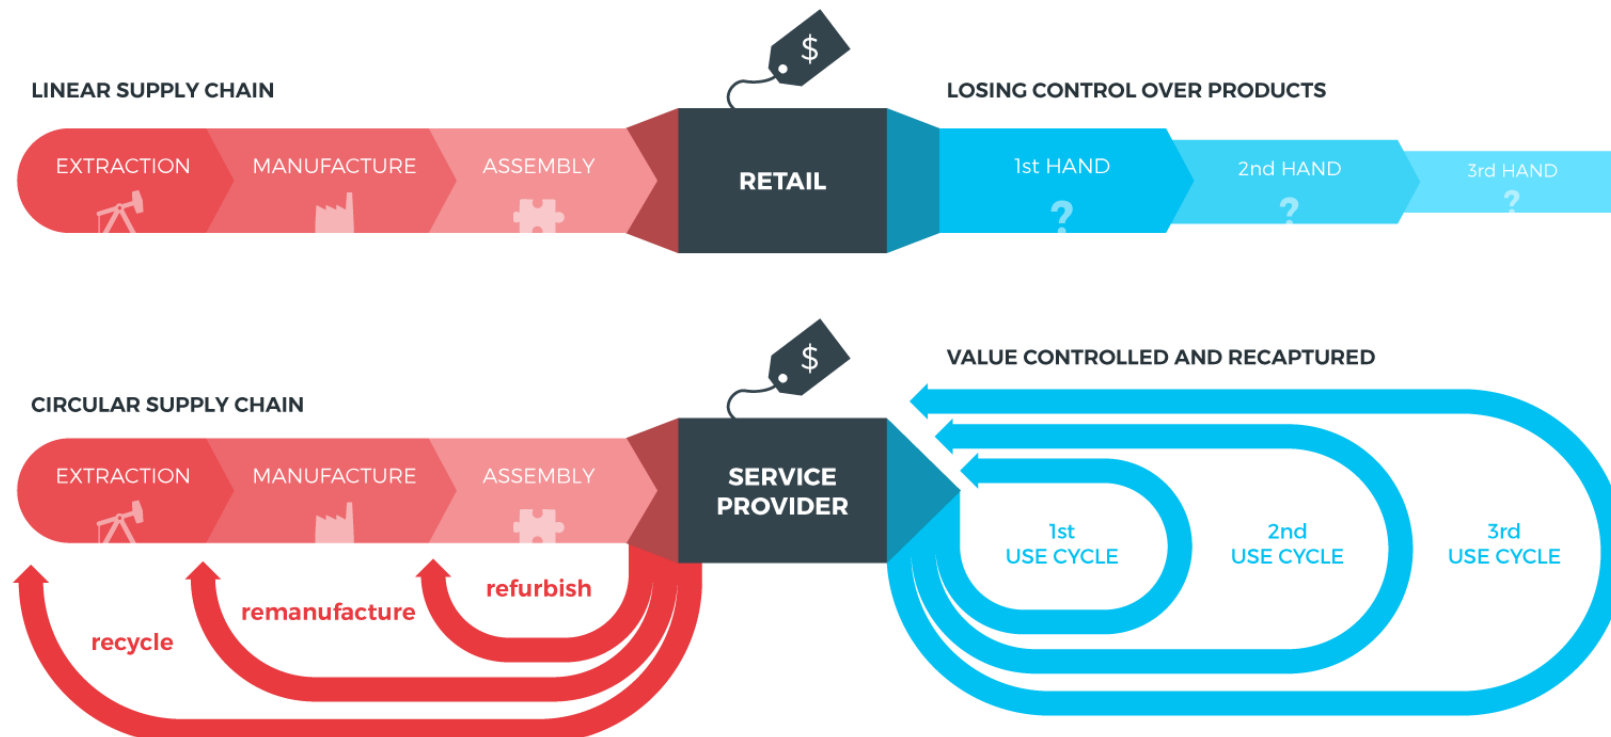 $
LINEAR SUPPLY CHAIN
LOSING CONTROL OVER PRODUCTS
EXTRACTION
MANUFACTURE
ASSEMBLY
RETAIL
1st HAND
?
2nd HAND
?
3rd HAND
?
$
CIRCULAR SUPPLY CHAIN
VALUE CONTROLLED AND RECAPTURED
EXTRACTION
MANUFACTURE
ASSEMBLY
SERVICE
PROVIDER
refurbish
remanufacture
recycle
1st
USE CYCLE
2nd
USE CYCLE
3rd
USE CYCLE